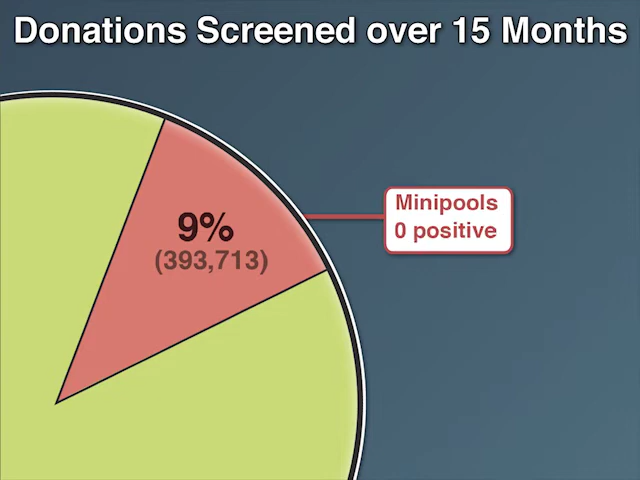 Donations Screened over 15 Months
9%
(393,713)
Minipools
0 positive